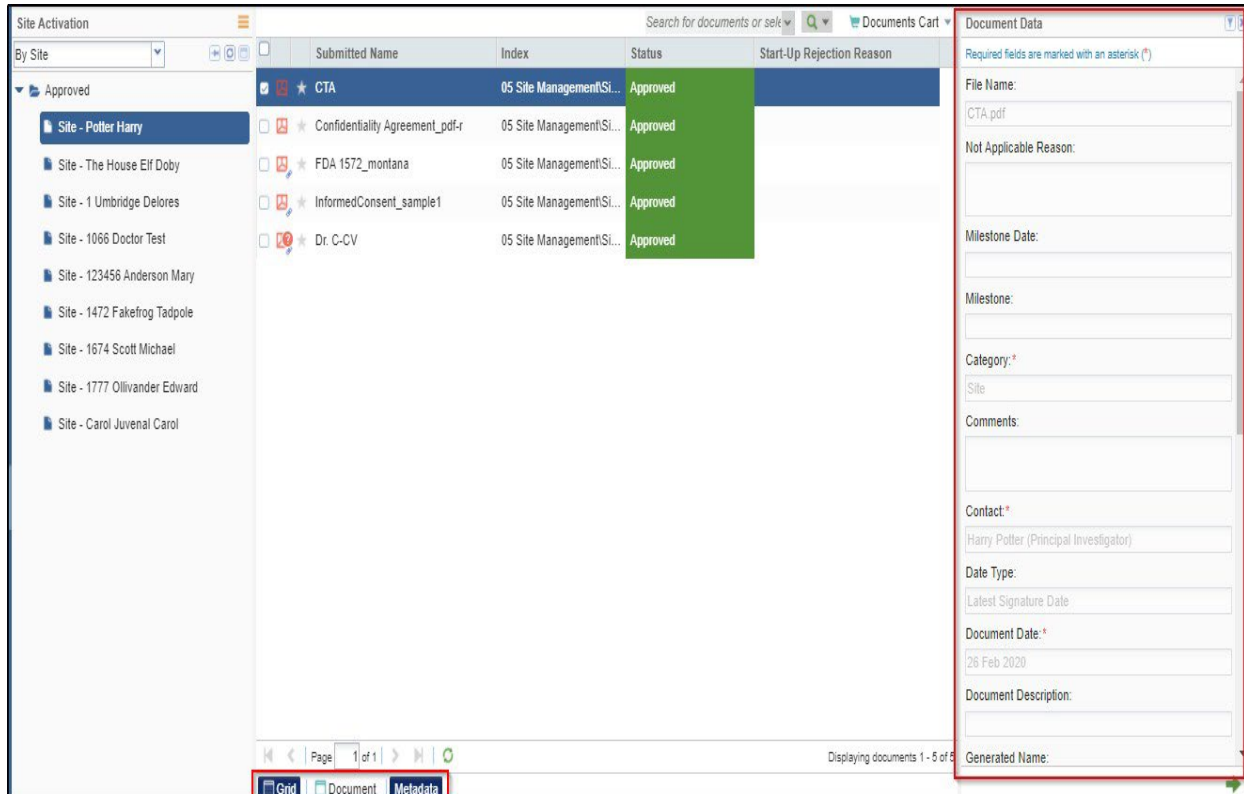 Site Activation
By Site
Approved
Site - Potter Harry
Site - The House Elf Doby
Site - 1 Umbridge Delores
Site - 1066 Doctor Test
Site - 123456 Anderson Mary
Site - 1472 Fakefrog Tadpole
Site - 1674 Scott Michael
Site - 1777 Ollivander Edward
Site - Carol Juvenal Carol
Search for documents or sele
Documents Cart
Submitted Name Index Status Start-Up Rejection Reason
CTA 05 Site Management\Si... Approved
Confidentiality Agreement_pdf-r 05 Site Management\Si... Approved
FDA 1572_montana 05 Site Management\Si... Approved
InformedConsent_sample1 05 Site Management\Si... Approved
Dr. C-CV 05 Site Management\Si... Approved
Page 1 of 1
Displaying documents 1 - 5 of 5
Grid Document Metadata
Document Data
Required fields are marked with an asterisk (*)
File Name:
CTA.pdf
Not Applicable Reason:
Milestone Date:
Milestone:
Category:*
Site
Comments:
Contact:*
Harry Potter (Principal Investigator)
Date Type:
Latest Signature Date
Document Date:*
26 Feb 2020
Document Description:
Generated Name: